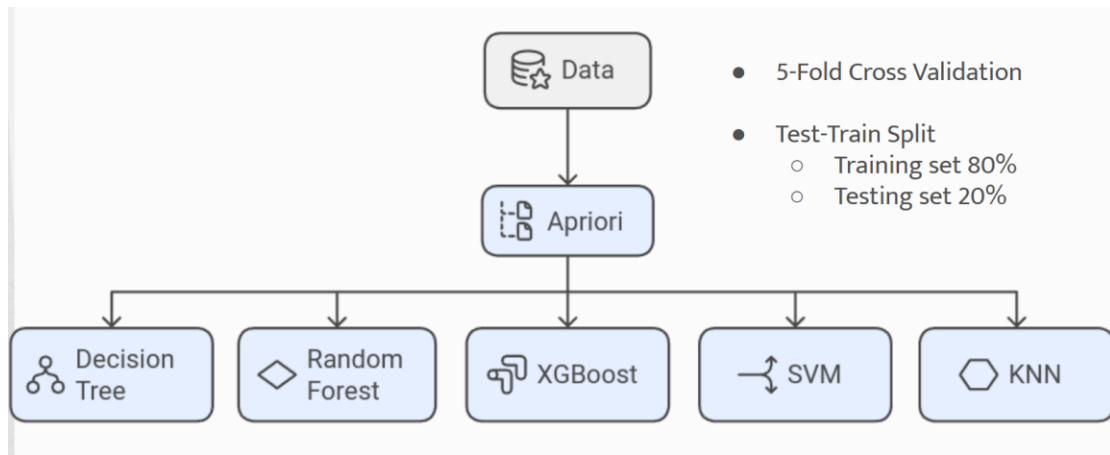 Data
● 5-Fold Cross Validation
● Test-Train Split
○ Training set 80%
○ Testing set 20%
Apriori
Decision
Tree
Random
Forest
XGBoost
SVM
KNN